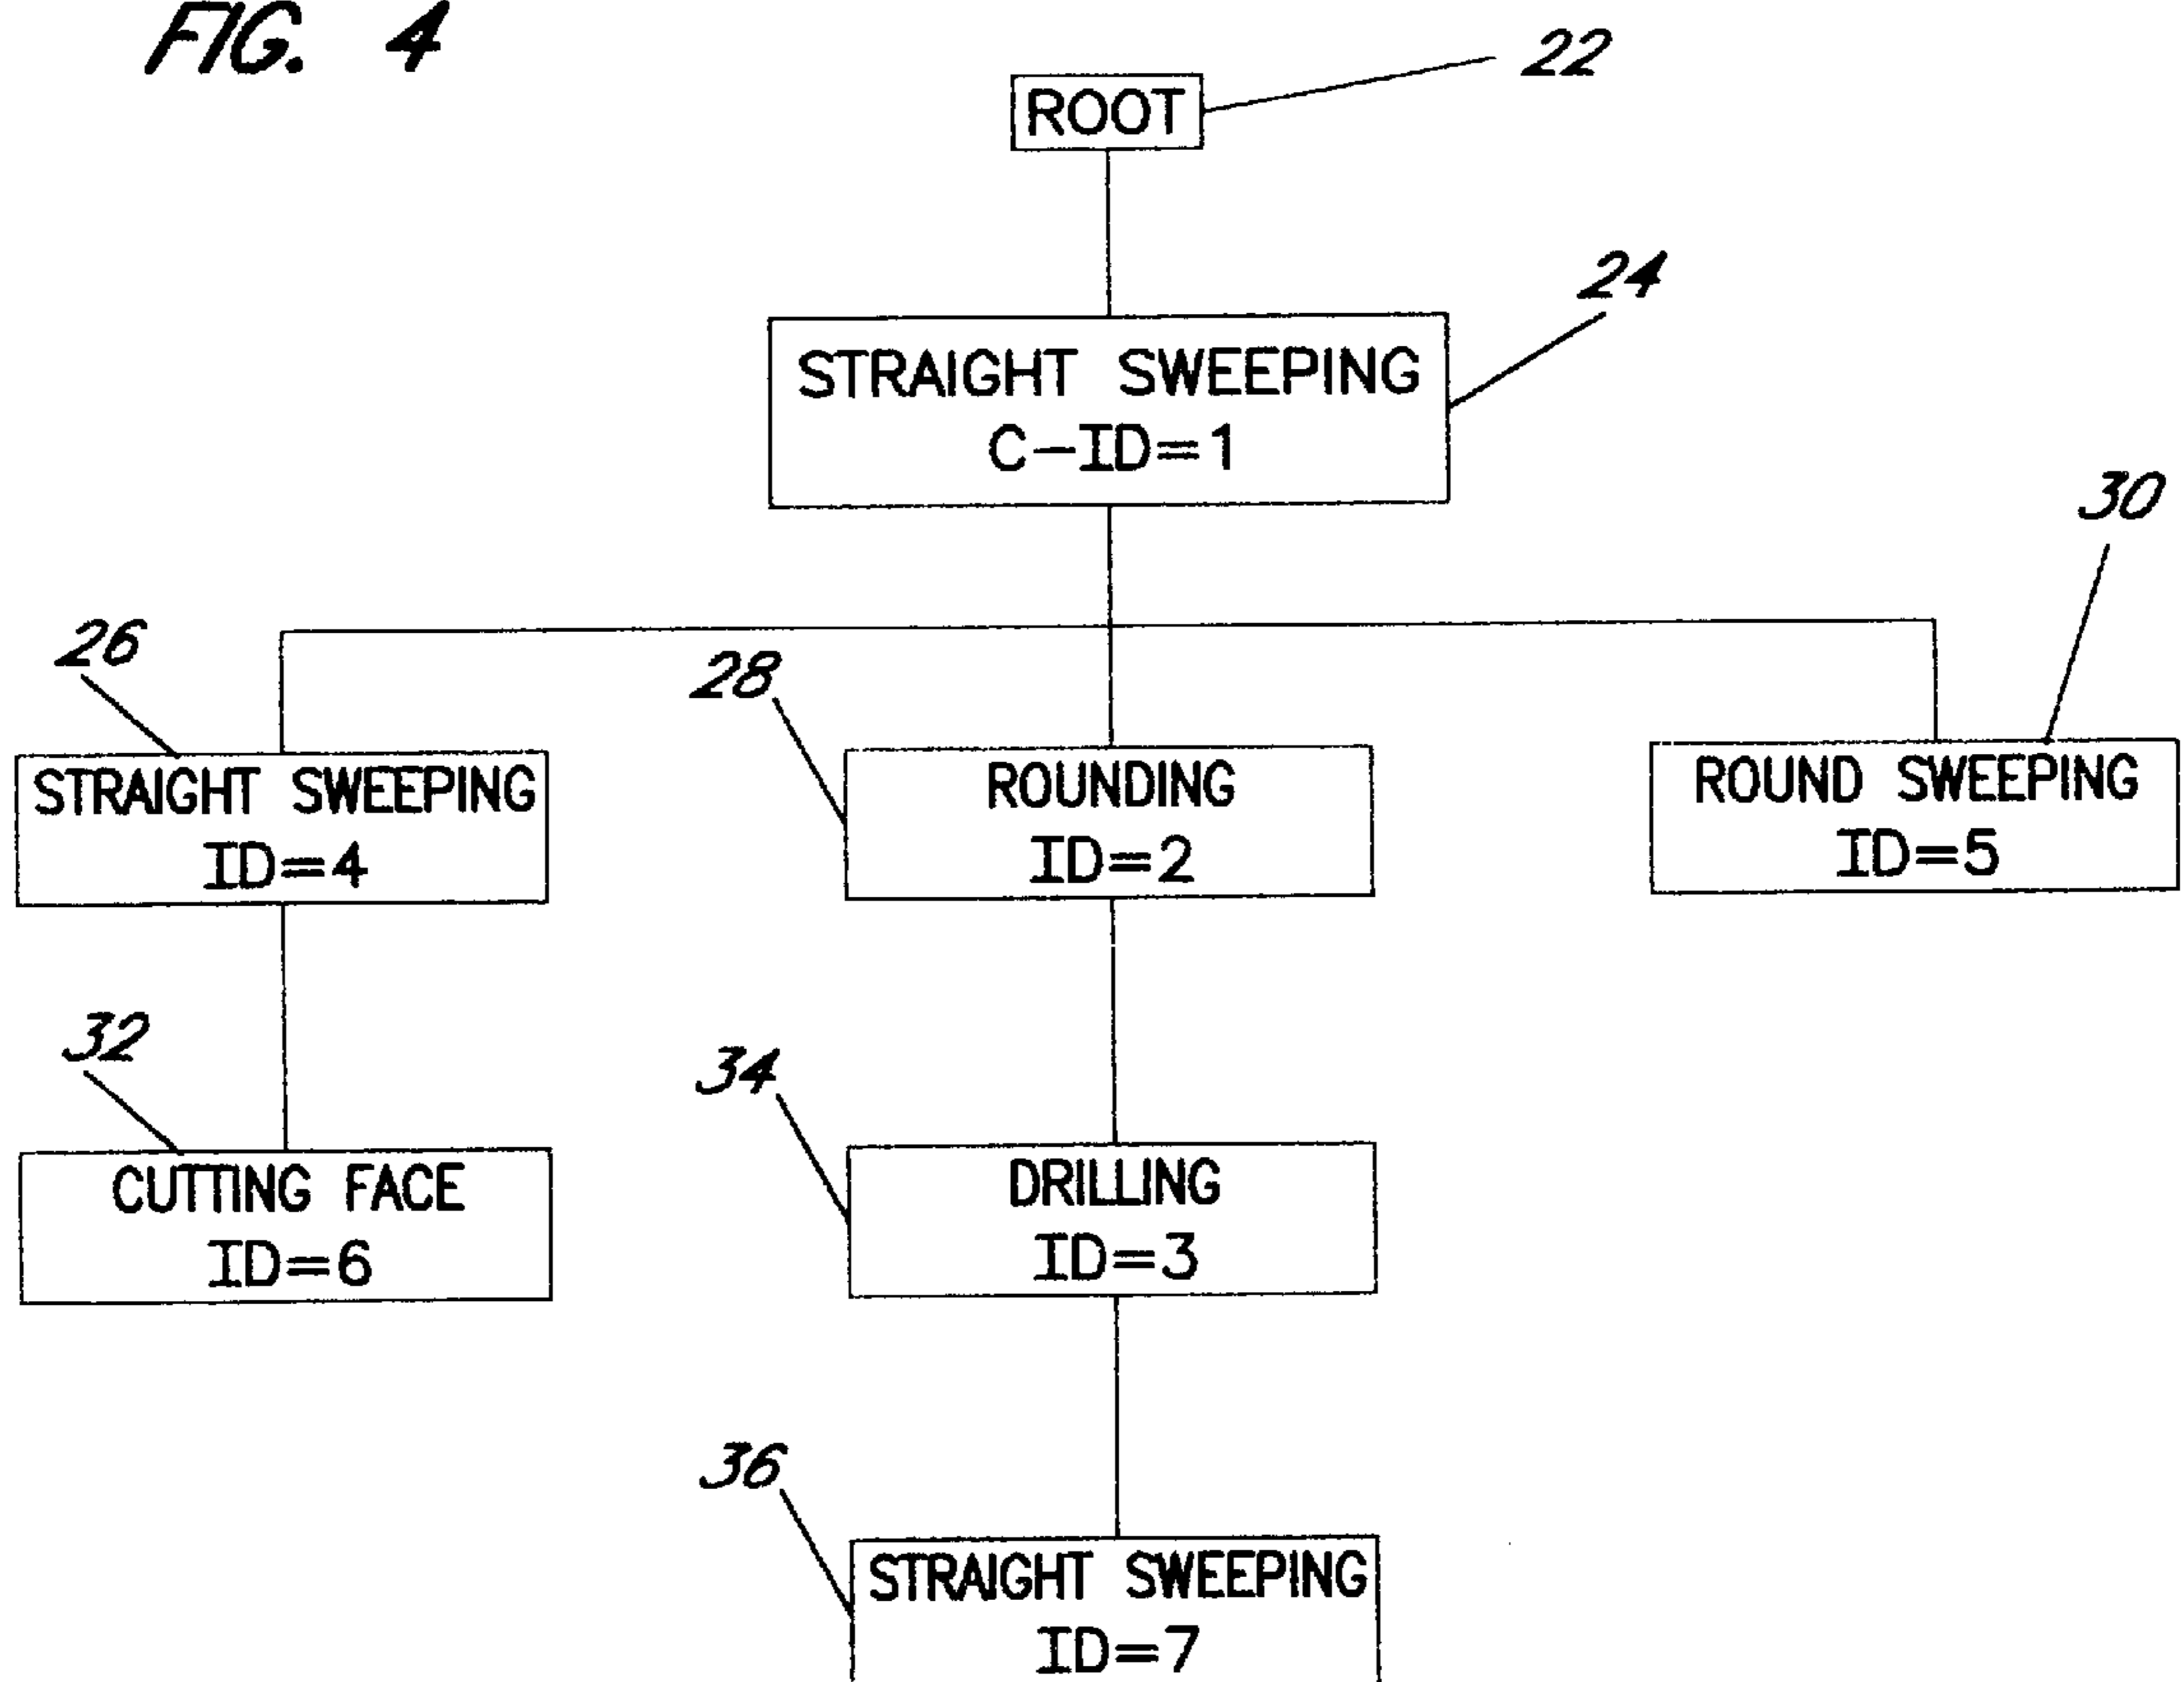 FIG. 4
22
ROOT
24
STRAIGHT SWEEPING
C-ID=1
30
26
28
STRAIGHT SWEEPING
ID=4
ROUNDING
ID=2
ROUND SWEEPING
ID=5
32
34
CUTTING FACE
ID=6
DRILLING
ID=3
36
STRAIGHT SWEEPING
ID=7